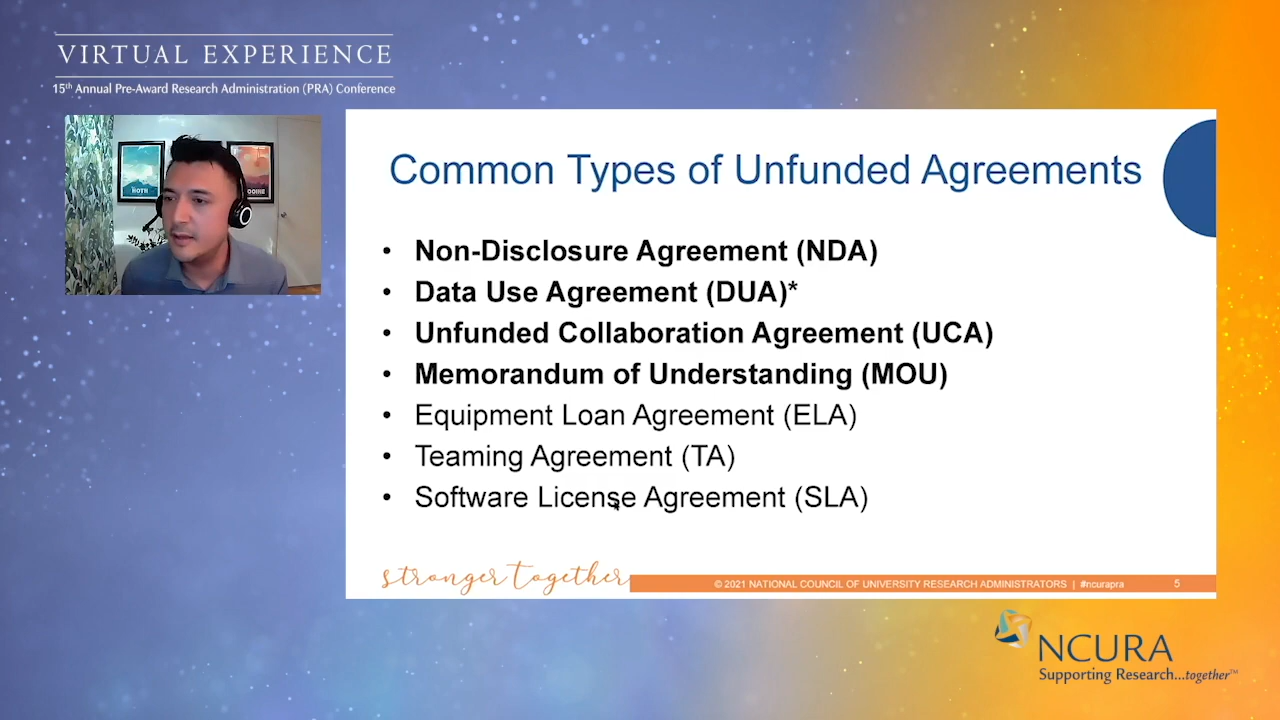 VIRTUAL EXPERIENCE
15th Annual Pre-Award Research Administration (PRA) Conference
HOTH
Common Types of Unfunded Agreements
• Non-Disclosure Agreement (NDA)
• Data Use Agreement (DUA)*
• Unfunded Collaboration Agreement (UCA)
• Memorandum of Understanding (MOU)
• Equipment Loan Agreement (ELA)
• Teaming Agreement (TA)
• Software License Agreement (SLA)
stronger together
© 2021 NATIONAL COUNCIL OF UNIVERSITY RESEARCH ADMINISTRATORS | #ncurapra
5
NCURA
Supporting Research...together™